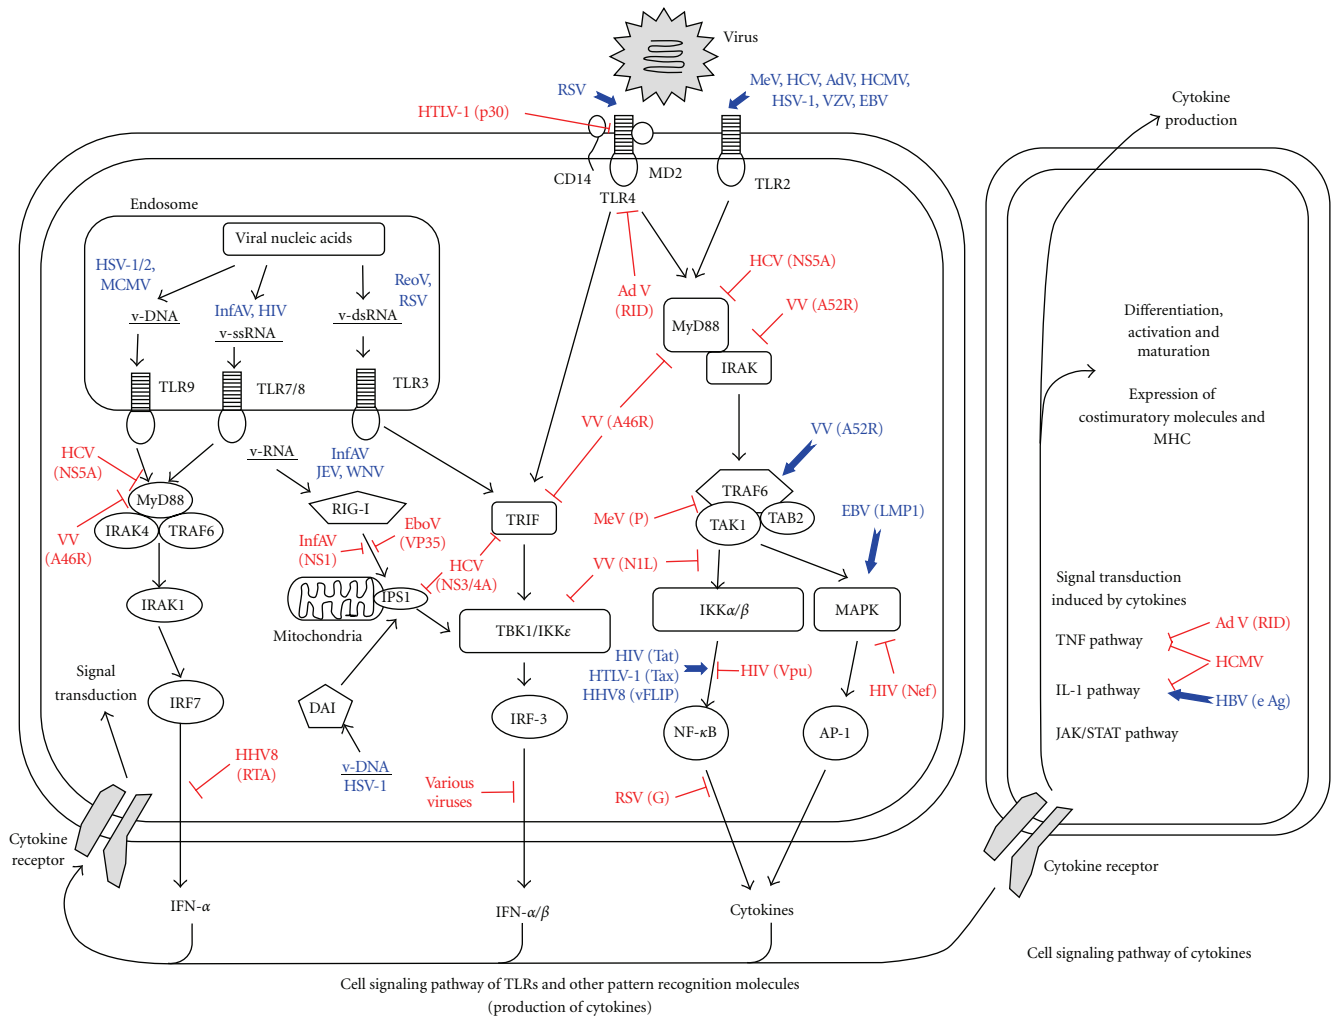 Virus
RSV
MeV, HCV, AdV, HCMV,
HSV-1, VZV, EBV
HTLV-1 (p30)
CD14
MD2
TLR4
TLR2
Cytokine
production
Endosome
Viral nucleic acids
HSV-1/2,
MCMV
v-DNA
InfAV, HIV
v-ssRNA
ReoV,
RSV
v-dsRNA
TLR9
TLR7/8
TLR3
Ad V
(RID)
HCV (NS5A)
VV (A52R)
MyD88
IRAK
Differentiation,
activation and
maturation
Expression of
costimuratory molecules and
MHC
HCV
(NS5A)
v-RNA
InfAV
JEV, WNV
VV (A46R)
VV (A52R)
MyD88
IRAK4
TRAF6
VV
(A46R)
RIG-I
InfAV
(NS1)
EboV
(VP35)
TRIF
HCV
(NS3/4A)
MeV (P)
TRAF6
TAK1
TAB2
EBV (LMP1)
VV (N1L)
IRAK1
IPS1
Mitochondria
TBK1/IKKε
IKKα/β
MAPK
Signal transduction
induced by cytokines
TNF pathway
Ad V (RID)
HCMV
IL-1 pathway
HBV (e Ag)
JAK/STAT pathway
Signal
transduction
IRF7
DAI
IRF-3
HIV (Tat)
HTLV-1 (Tax)
HHV8 (vFLIP)
HIV (Vpu)
HIV (Nef)
NF-κB
AP-1
HHV8
(RTA)
v-DNA
HSV-1
Various
viruses
RSV (G)
Cytokine
receptor
Cytokine receptor
IFN-α
IFN-α/β
Cytokines
Cell signaling pathway of cytokines
Cell signaling pathway of TLRs and other pattern recognition molecules
(production of cytokines)